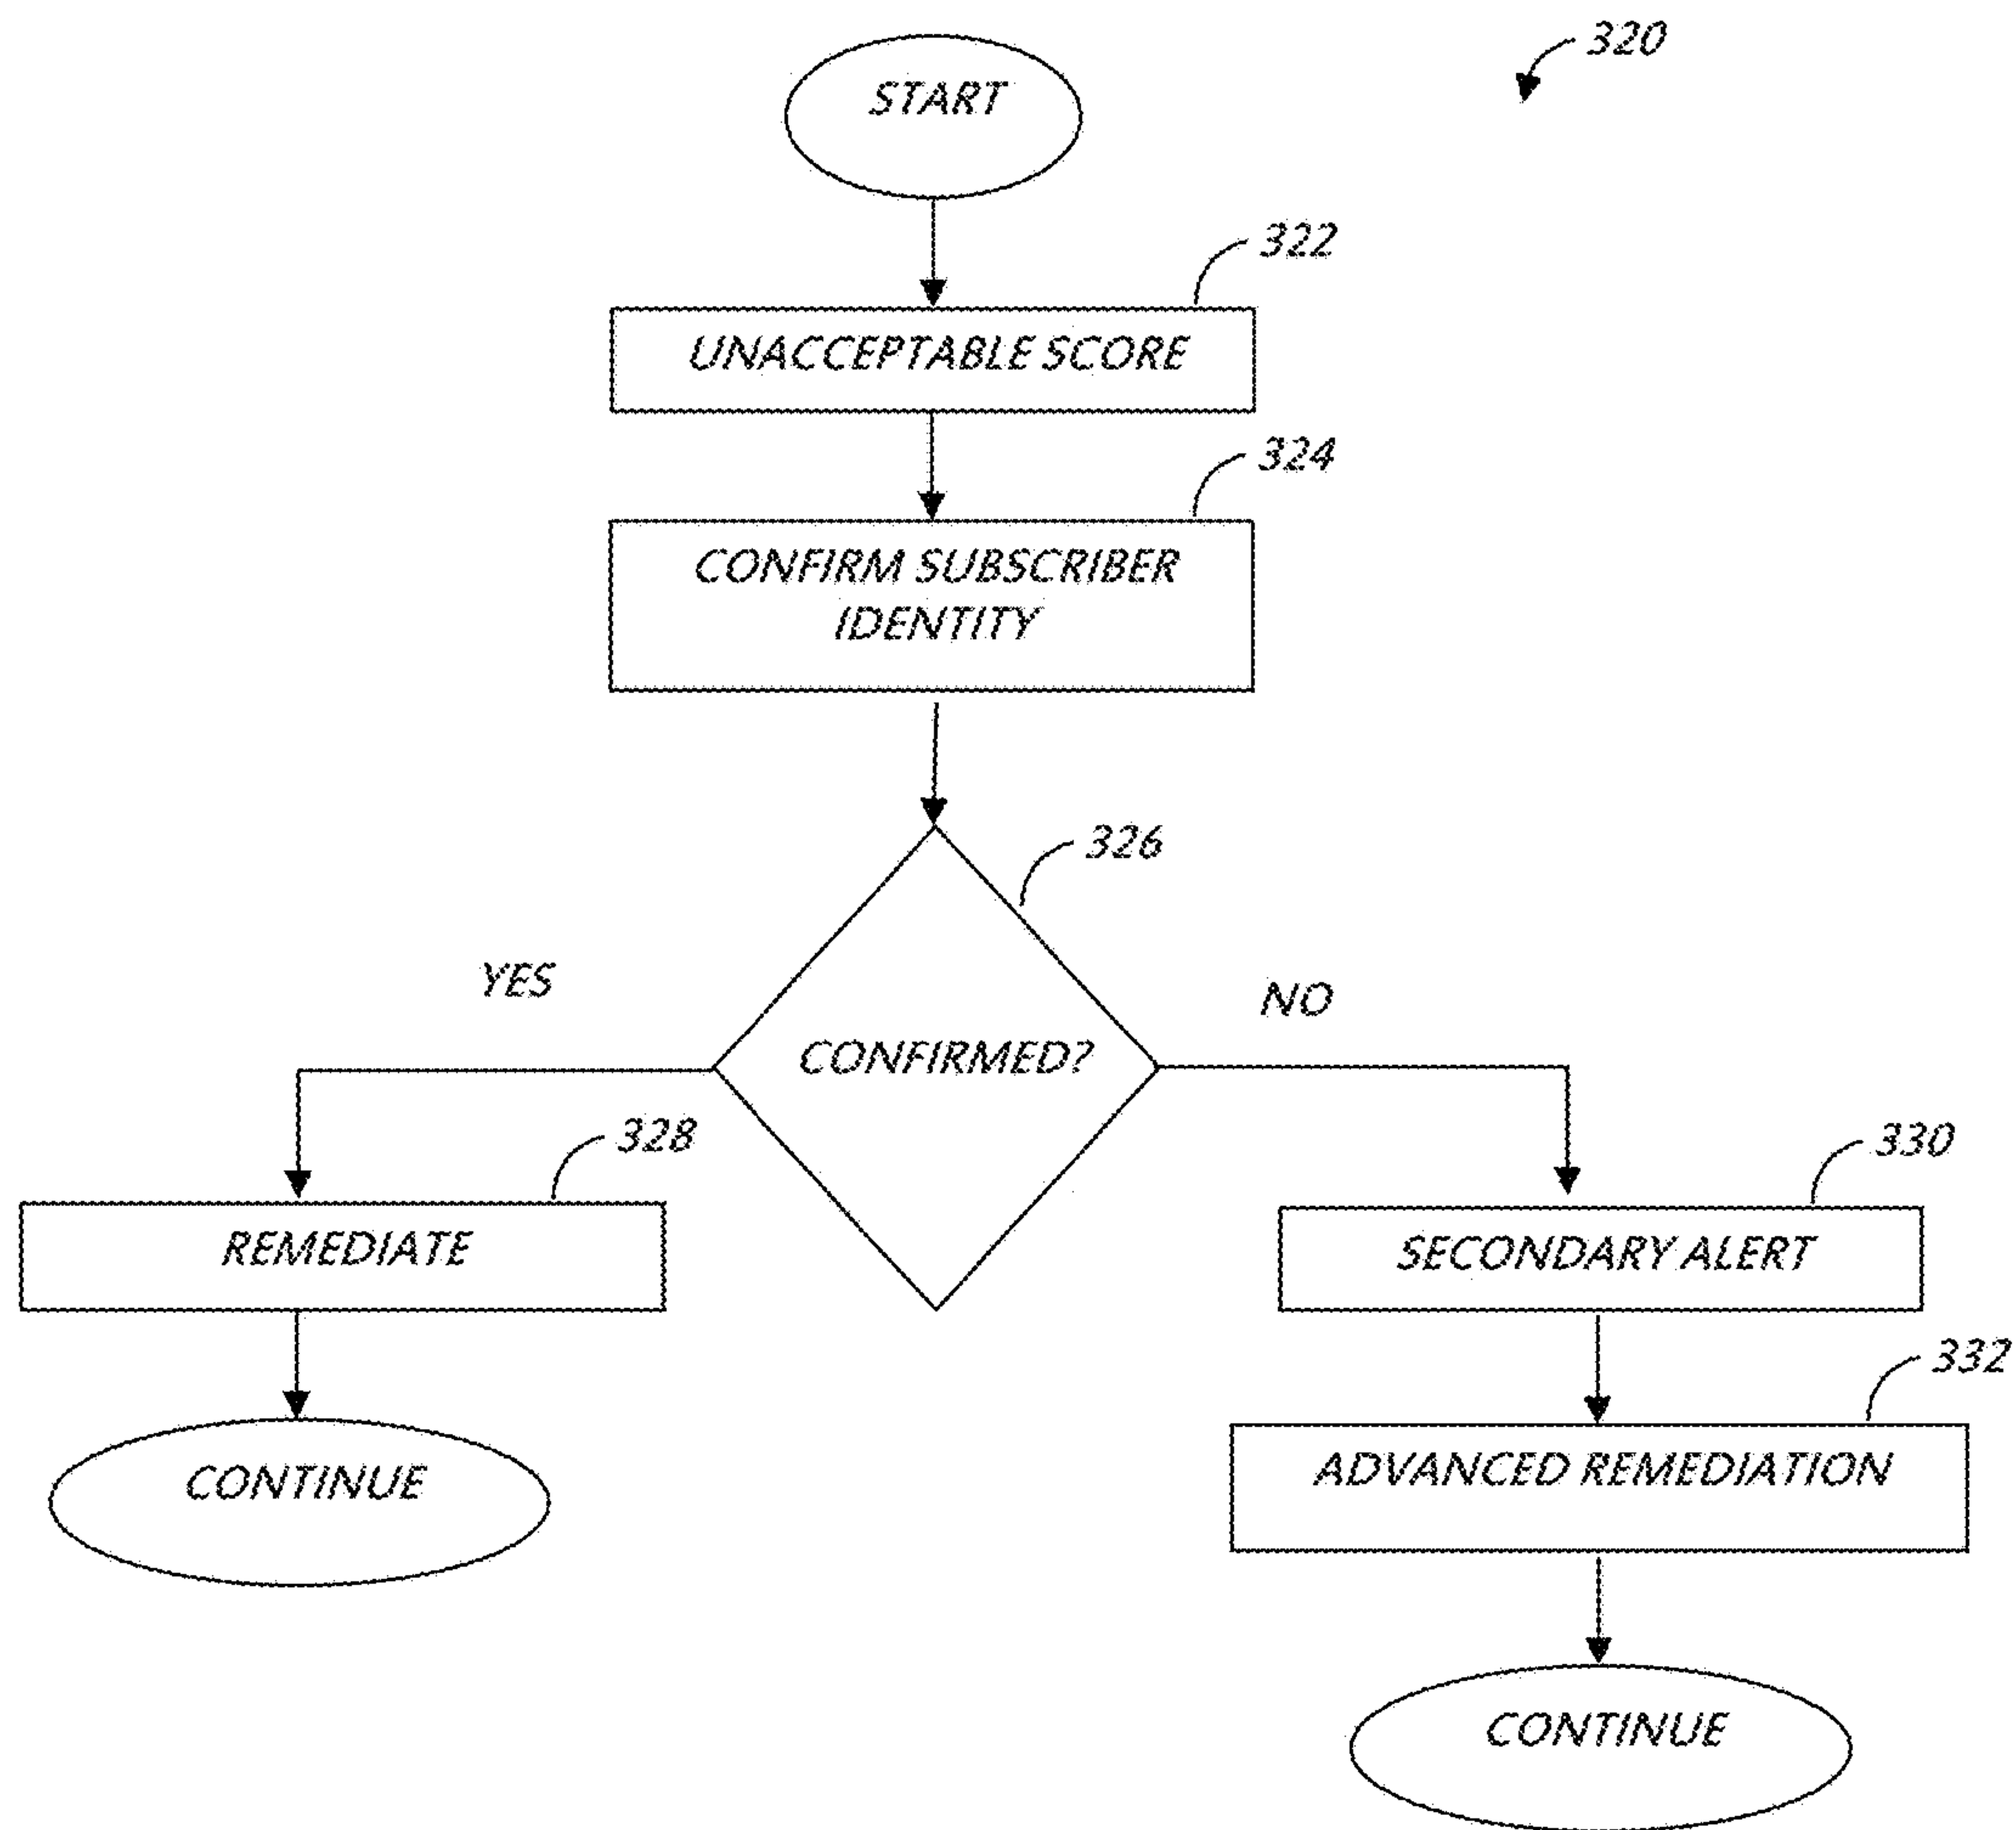 320
START
322
UNACCEPTABLE SCORE
324
CONFIRM SUBSCRIBER
IDENTITY
326
YES
NO
CONFIRMED?
328
330
REMEDIATE
SECONDARY ALERT
332
CONTINUE
ADVANCED REMEDIATION
CONTINUE